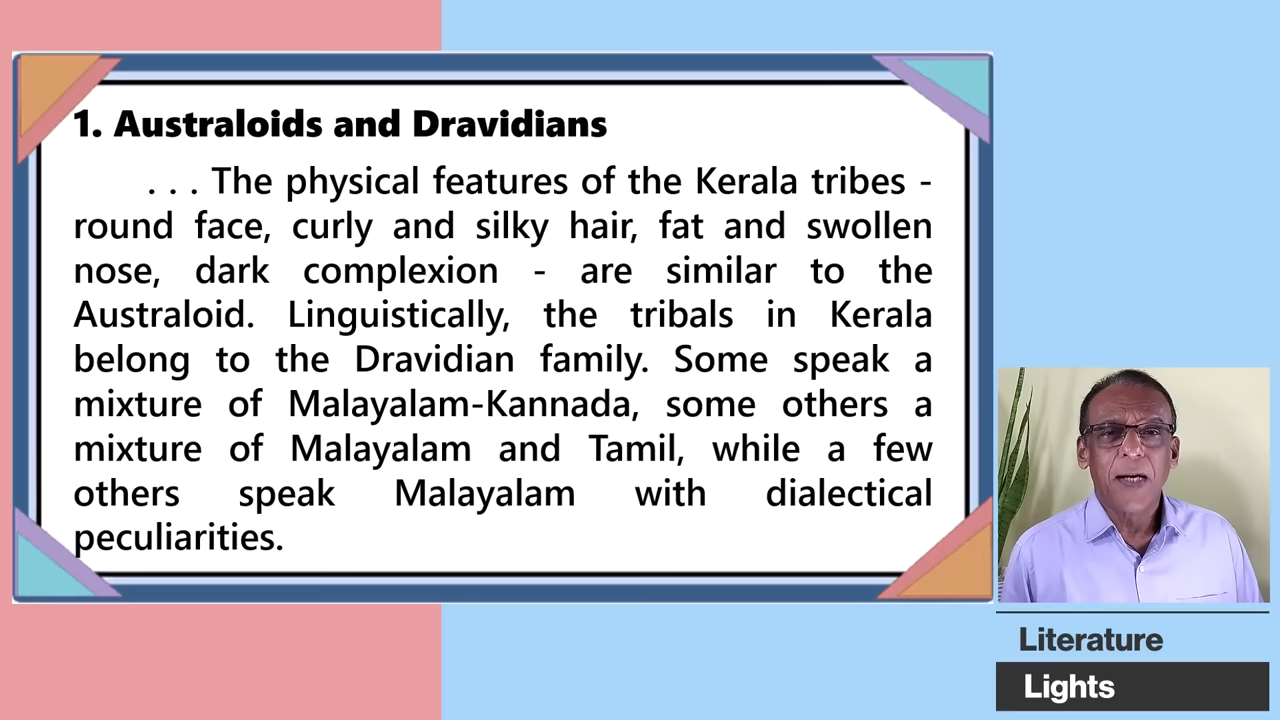 1. Australoids and Dravidians
. . . The physical features of the Kerala tribes -
round face, curly and silky hair, fat and swollen
nose, dark complexion - are similar to the
Australoid. Linguistically, the tribals in Kerala
belong to the Dravidian family. Some speak a
mixture of Malayalam-Kannada, some others a
mixture of Malayalam and Tamil, while a few
others speak Malayalam with dialectical
peculiarities.
Literature
Lights